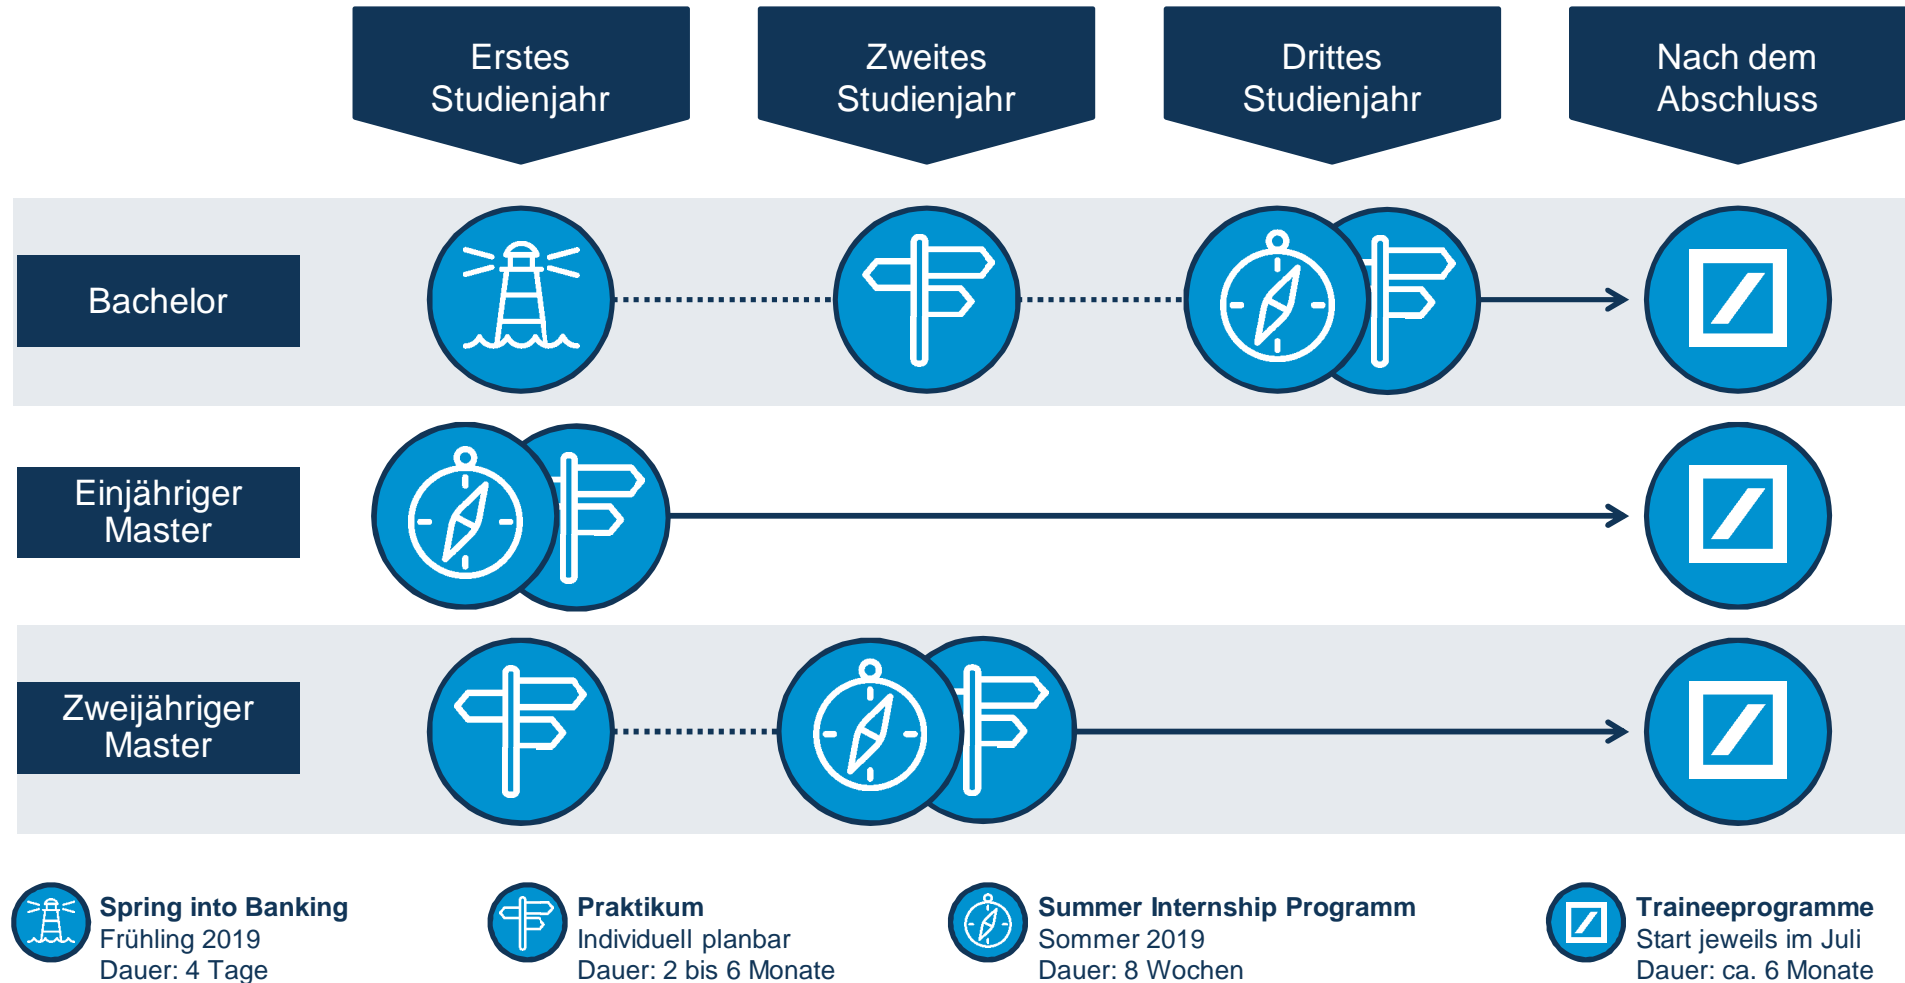 Erstes
Studienjahr
Zweites
Studienjahr
Drittes
Studienjahr
Nach dem
Abschluss
Bachelor
Einjähriger
Master
Zweijähriger
Master
Spring into Banking
Frühling 2019
Dauer: 4 Tage
Praktikum
Individuell planbar
Dauer: 2 bis 6 Monate
Summer Internship Programm
Sommer 2019
Dauer: 8 Wochen
Traineeprogramme
Start jeweils im Juli
Dauer: ca. 6 Monate